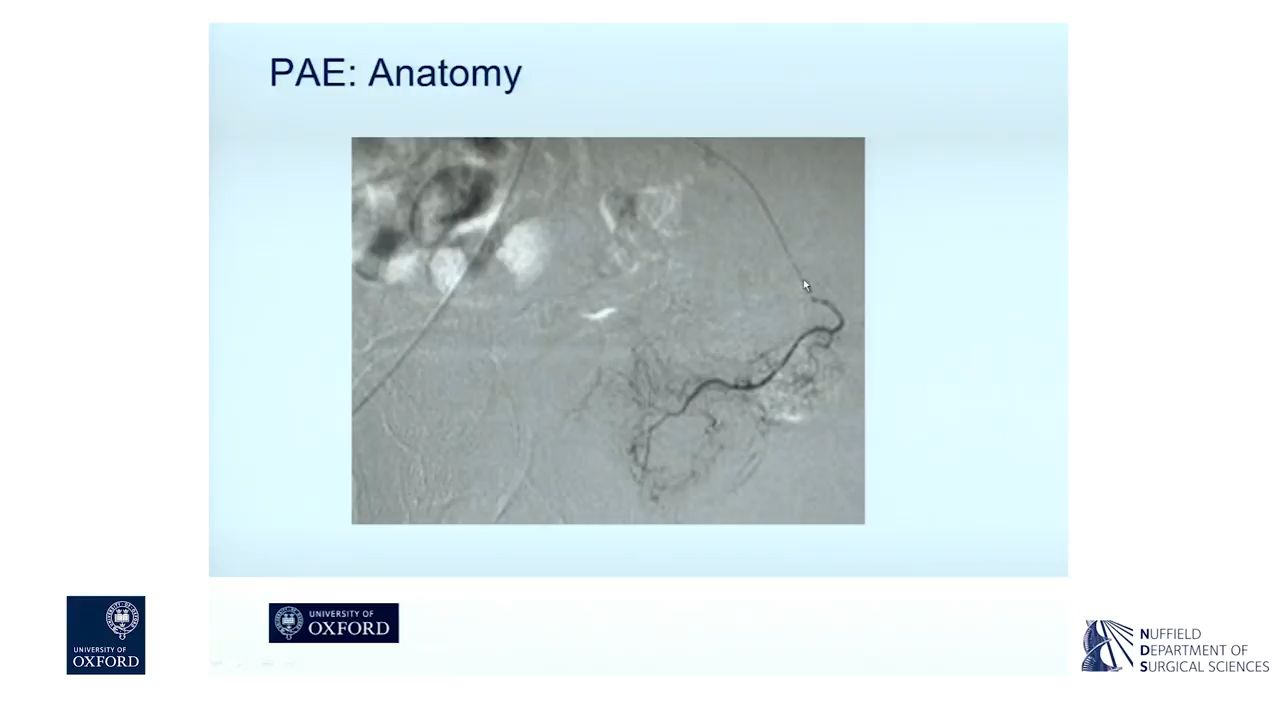 PAE: Anatomy
UNIVERSITY OF
OXFORD
UNIVERSITY OF
OXFORD
NUFFIELD
DEPARTMENT OF
SURGICAL SCIENCES